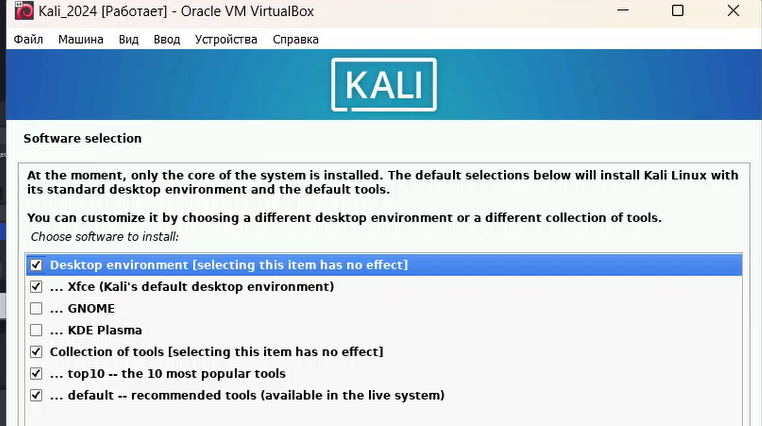 Kali_2024 [Работает] - Oracle VM VirtualBox
Файл Машина Вид Ввод Устройства Справка
KALI
Software selection
At the moment, only the core of the system is installed. The default selections below will install Kali Linux with
its standard desktop environment and the default tools.
You can customize it by choosing a different desktop environment or a different collection of tools.
Choose software to install:
Desktop environment [selecting this item has no effect]
... Xfce (Kali's default desktop environment)
... GNOME
... KDE Plasma
Collection of tools [selecting this item has no effect]
... top10 -- the 10 most popular tools
... default -- recommended tools (available in the live system)